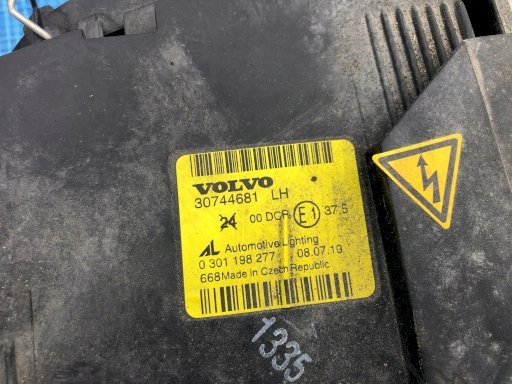 VOLVO
30744681 LH
24 00 DCR E1 37.5
AL Automotive Lighting
0 301 198 277 08.07.10
668 Made in Czech Republic
1335